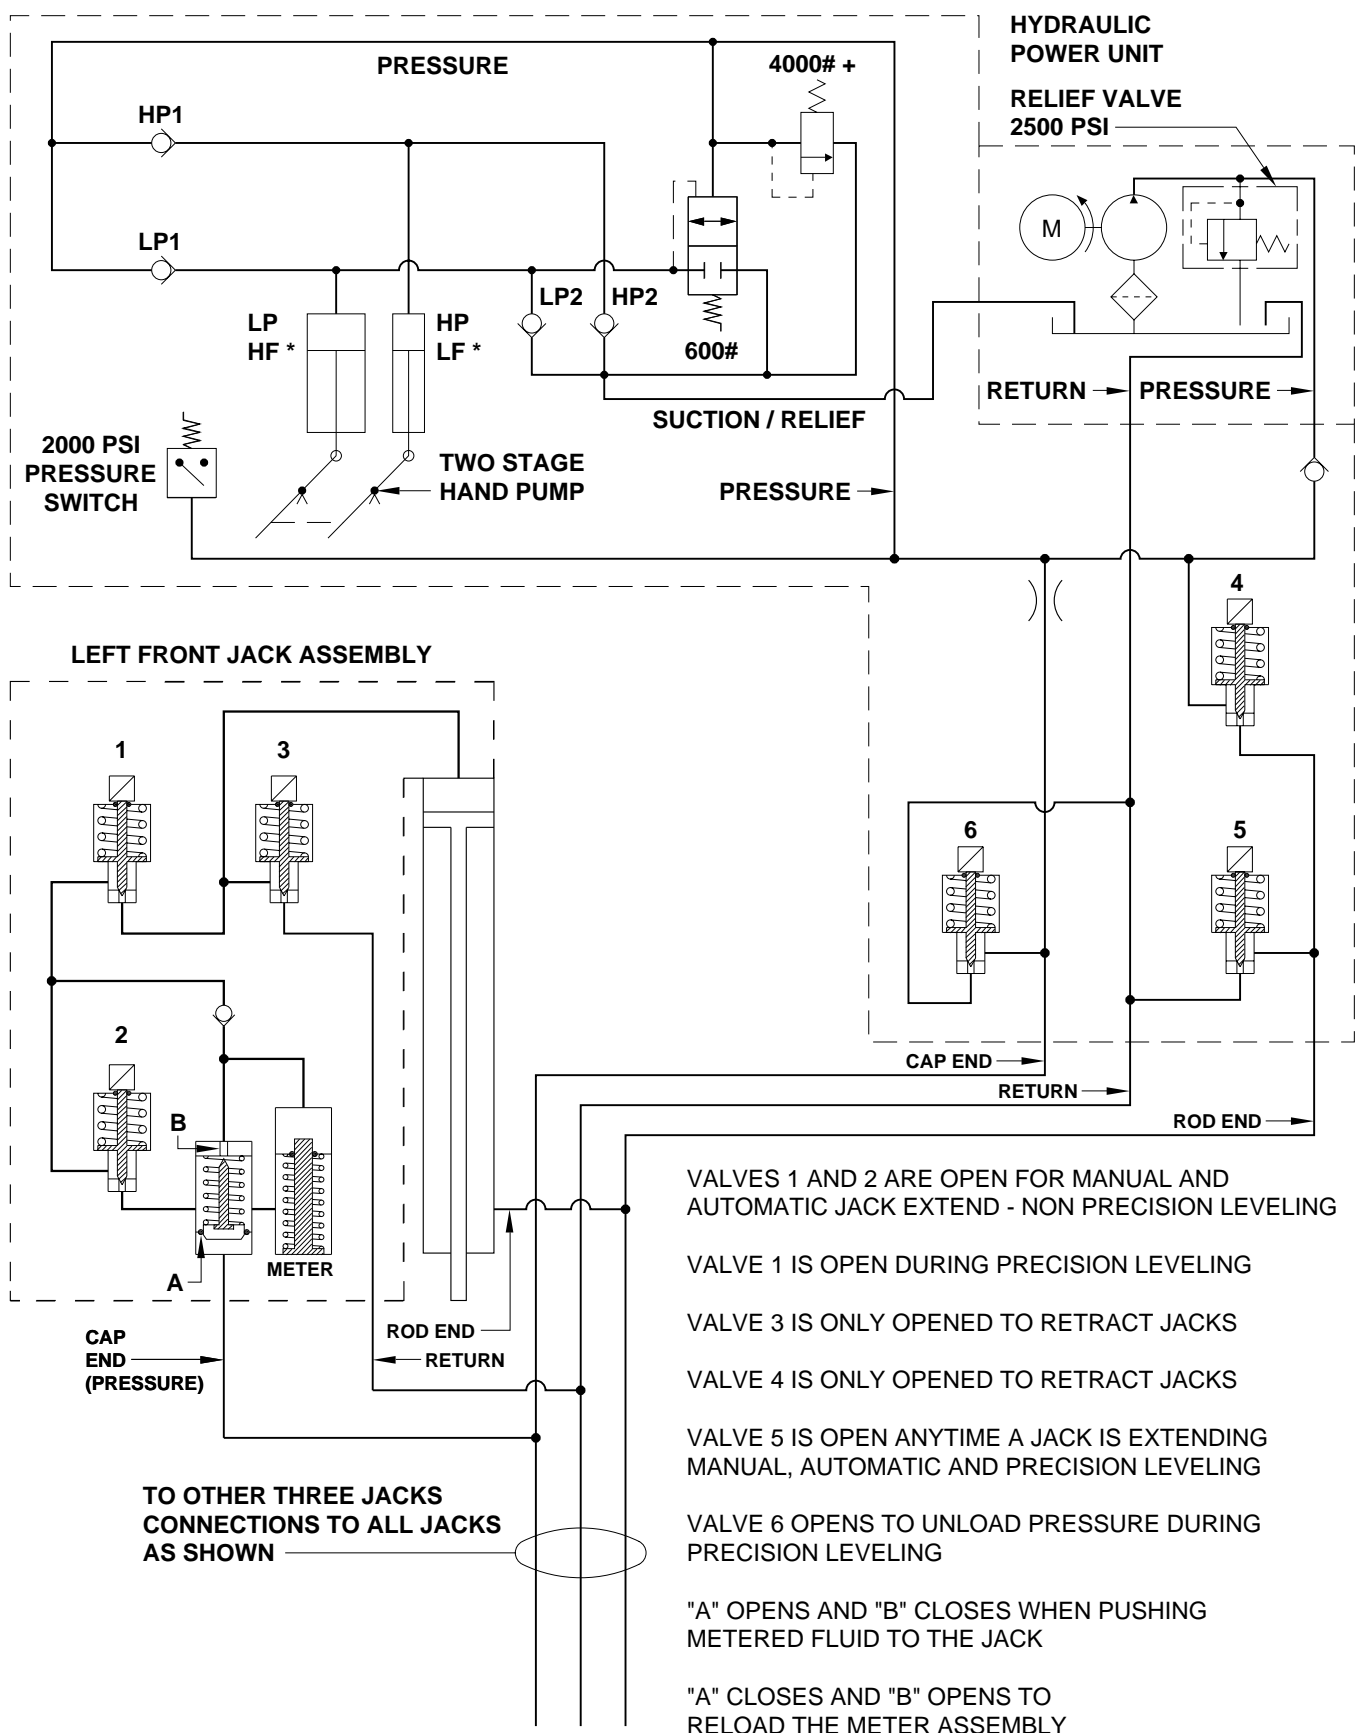 HYDRAULIC
POWER UNIT
RELIEF VALVE
2500 PSI
PRESSURE
4000# +
HP1
LP1
M
LP
HF *
HP
LF *
LP2
HP2
600#
SUCTION / RELIEF
RETURN
PRESSURE
2000 PSI
PRESSURE
SWITCH
TWO STAGE
HAND PUMP
PRESSURE
4
LEFT FRONT JACK ASSEMBLY
1
3
6
5
2
B
A
METER
CAP END
RETURN
ROD END
CAP
END
(PRESSURE)
ROD END
RETURN
TO OTHER THREE JACKS
CONNECTIONS TO ALL JACKS
AS SHOWN
VALVES 1 AND 2 ARE OPEN FOR MANUAL AND
AUTOMATIC JACK EXTEND - NON PRECISION LEVELING
VALVE 1 IS OPEN DURING PRECISION LEVELING
VALVE 3 IS ONLY OPENED TO RETRACT JACKS
VALVE 4 IS ONLY OPENED TO RETRACT JACKS
VALVE 5 IS OPEN ANYTIME A JACK IS EXTENDING
MANUAL, AUTOMATIC AND PRECISION LEVELING
VALVE 6 OPENS TO UNLOAD PRESSURE DURING
PRECISION LEVELING
"A" OPENS AND "B" CLOSES WHEN PUSHING
METERED FLUID TO THE JACK
"A" CLOSES AND "B" OPENS TO
RELOAD THE METER ASSEMBLY